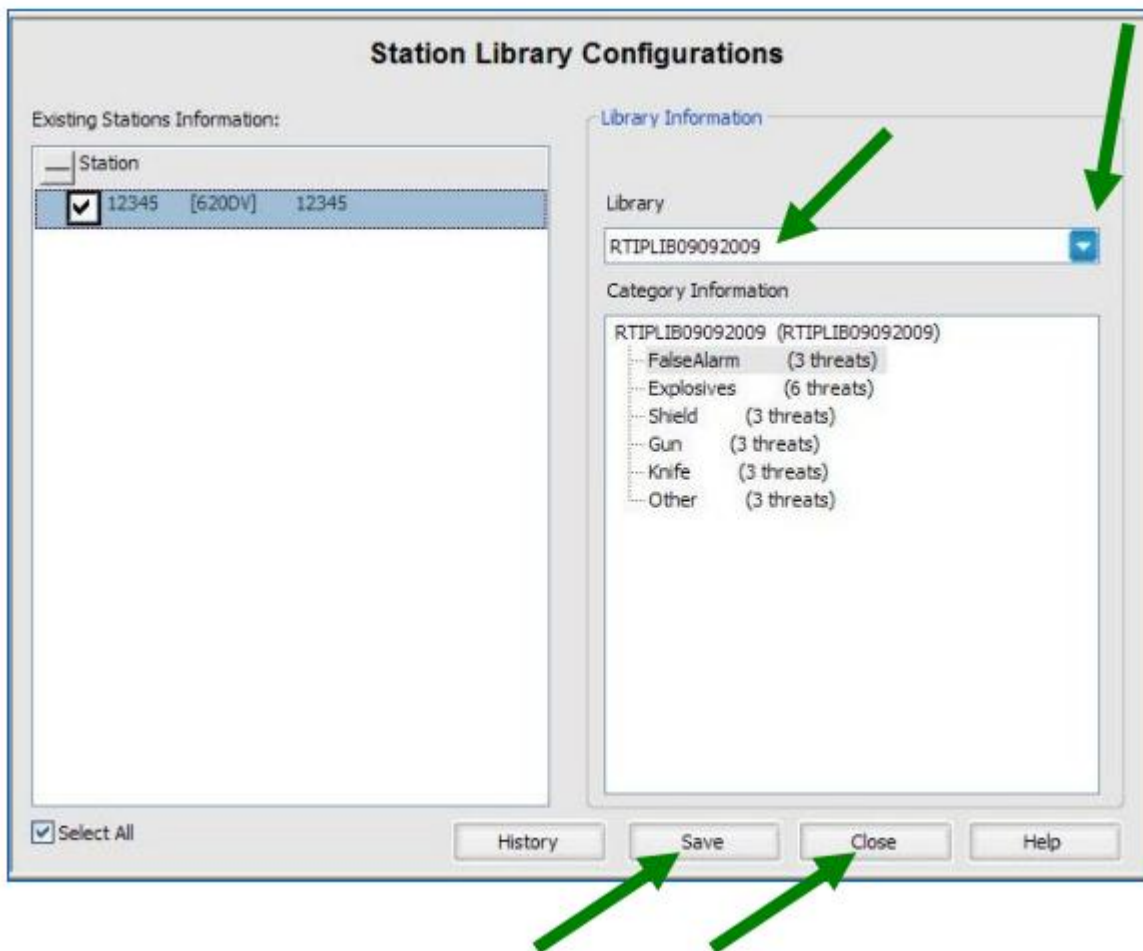 Station Library Configurations
Existing Stations Information:
Station
12345 [620DV] 12345
Select All
Library Information
Library
RTIPLIB09092009
Category Information
RTIPLIB09092009 (RTIPLIB09092009)
FalseAlarm (3 threats)
Explosives (6 threats)
Shield (3 threats)
Gun (3 threats)
Knife (3 threats)
Other (3 threats)
History Save Close Help